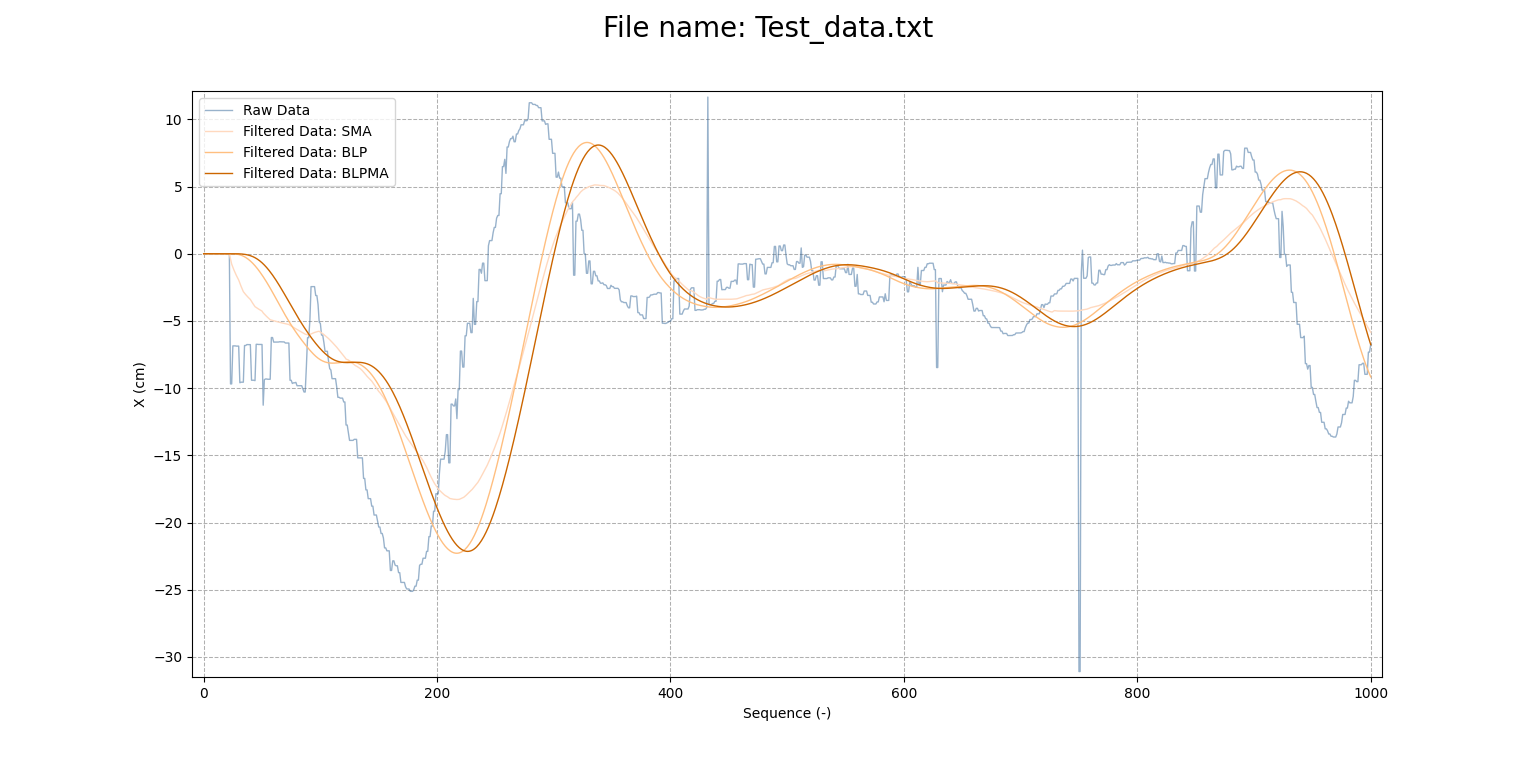 File name: Test_data.txt
Raw Data
Filtered Data: SMA
Filtered Data: BLP
Filtered Data: BLPMA
10
5
0
−5
−10
−15
−20
−25
−30
X (cm)
0 200 400 600 800 1000
Sequence (-)